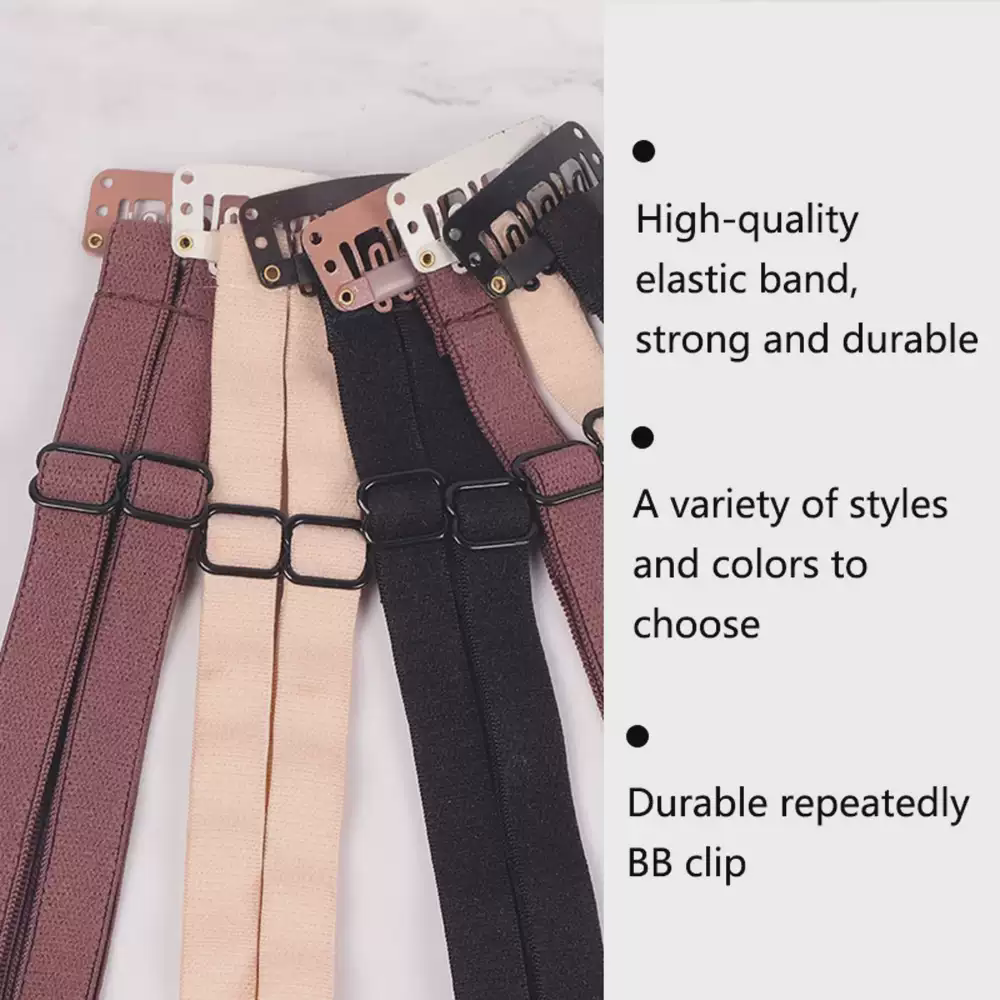 High-quality
elastic band,
strong and durable
A variety of styles
and colors to
choose
Durable repeatedly
BB clip